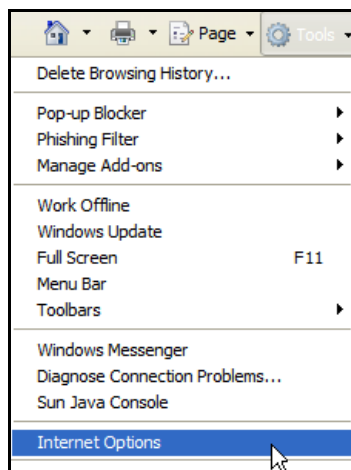 Page Tools
Delete Browsing History...
Pop-up Blocker
Phishing Filter
Manage Add-ons
Work Offline
Windows Update
Full Screen F11
Menu Bar
Toolbars
Windows Messenger
Diagnose Connection Problems...
Sun Java Console
Internet Options